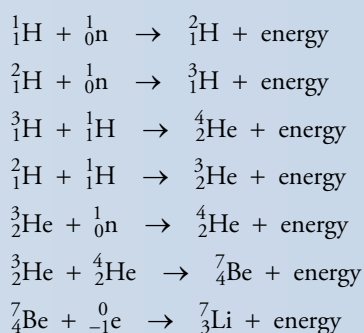 ¹₁H + ¹₀n → ²₁H + energy
²₁H + ¹₀n → ³₁H + energy
³₁H + ¹₁H → ⁴₂He + energy
²₁H + ¹₁H → ³₂He + energy
³₂He + ¹₀n → ⁴₂He + energy
³₂He + ⁴₂He → ⁷₄Be + energy
⁷₄Be + ⁰₋₁e → ⁷₃Li + energy